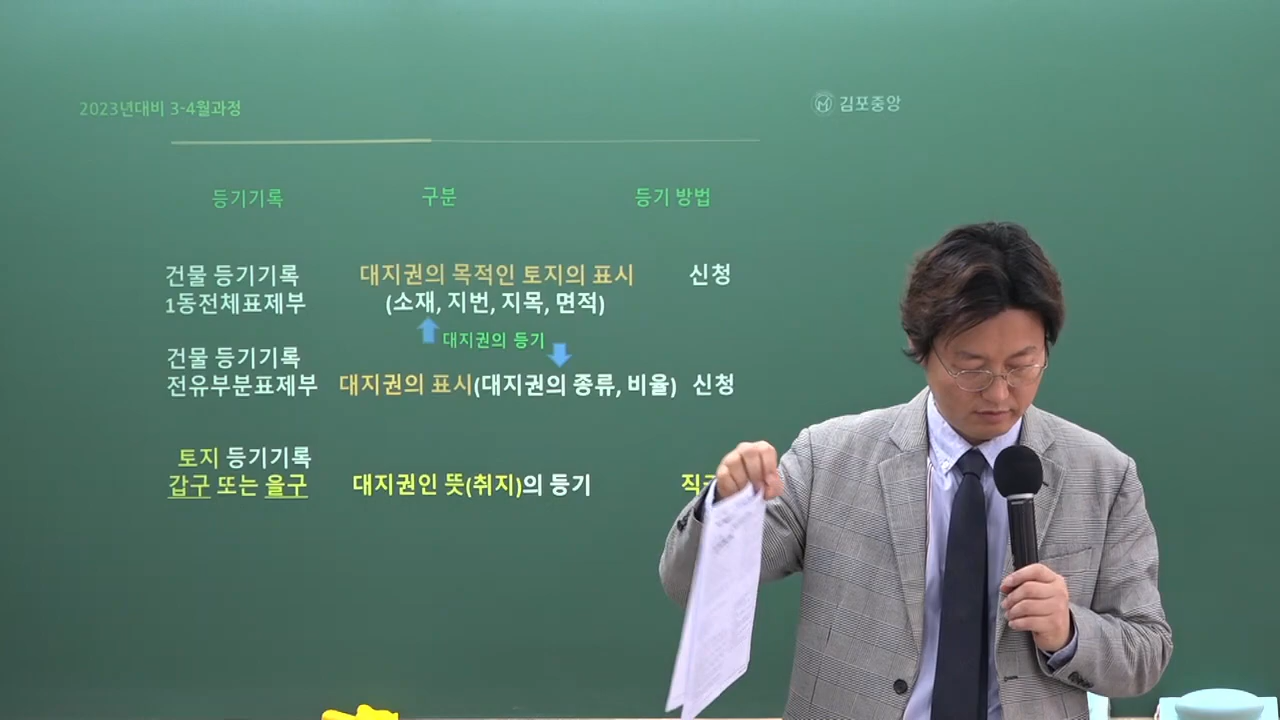 2023년대비 3-4월과정
김포중앙
등기기록 구분 등기 방법
건물 등기기록 대지권의 목적인 토지의 표시 신청
1동전체표제부 (소재, 지번, 지목, 면적)
대지권의 등기
건물 등기기록
전유부분표제부 대지권의 표시(대지권의 종류, 비율) 신청
토지 등기기록
갑구 또는 을구 대지권인 뜻(취지)의 등기